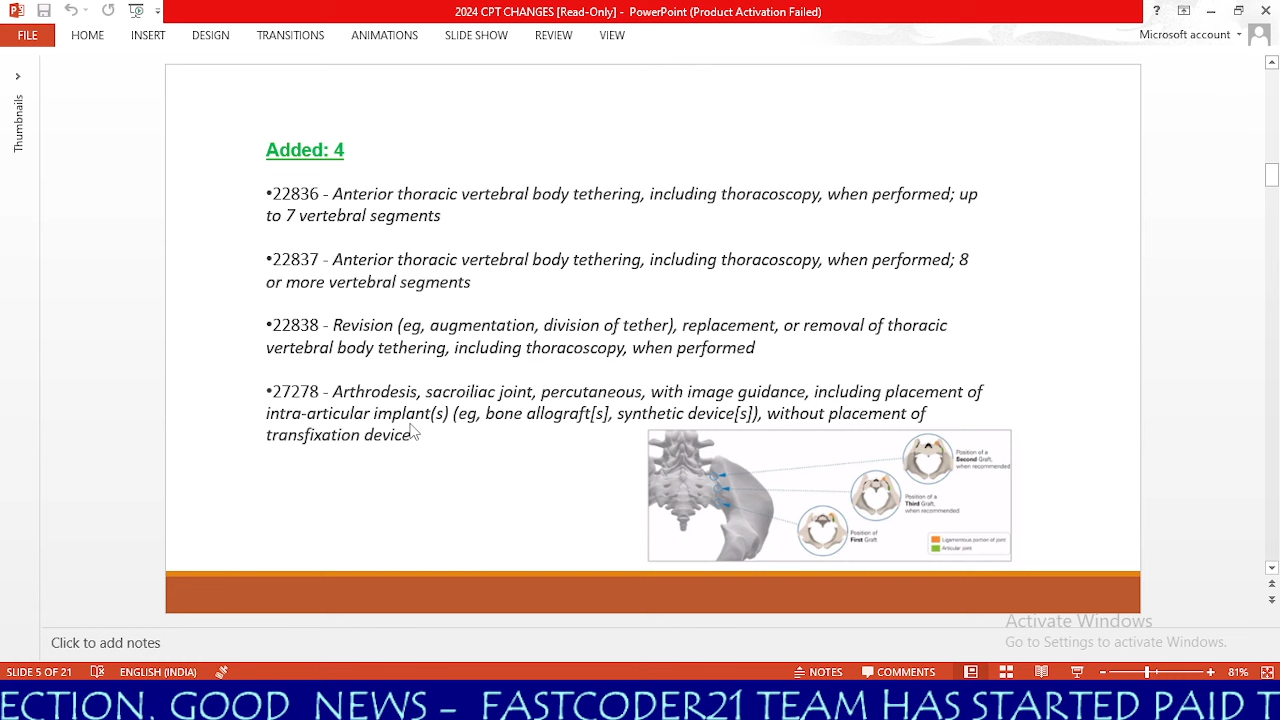 2024 CPT CHANGES [Read-Only] - PowerPoint (Product Activation Failed)
?
FILE HOME INSERT DESIGN TRANSITIONS ANIMATIONS SLIDE SHOW REVIEW VIEW
Microsoft account
Thumbnails
Added: 4
•22836 - Anterior thoracic vertebral body tethering, including thoracoscopy, when performed; up
to 7 vertebral segments
•22837 - Anterior thoracic vertebral body tethering, including thoracoscopy, when performed; 8
or more vertebral segments
•22838 - Revision (eg, augmentation, division of tether), replacement, or removal of thoracic
vertebral body tethering, including thoracoscopy, when performed
•27278 - Arthrodesis, sacroiliac joint, percutaneous, with image guidance, including placement of
intra-articular implant(s) (eg, bone allograft[s], synthetic device[s]), without placement of
transfixation device
Position of a
Second Graft,
when recommended
Position of a
Third Graft,
when recommended
Position of
First Graft
Ligamentous portion of joint
Articular joint
Activate Windows
Go to Settings to activate Windows.
Click to add notes
SLIDE 5 OF 21 ENGLISH (INDIA) NOTES COMMENTS 81%
ECTION. GOOD NEWS - FASTCODER21 TEAM HAS STARTED PAID T